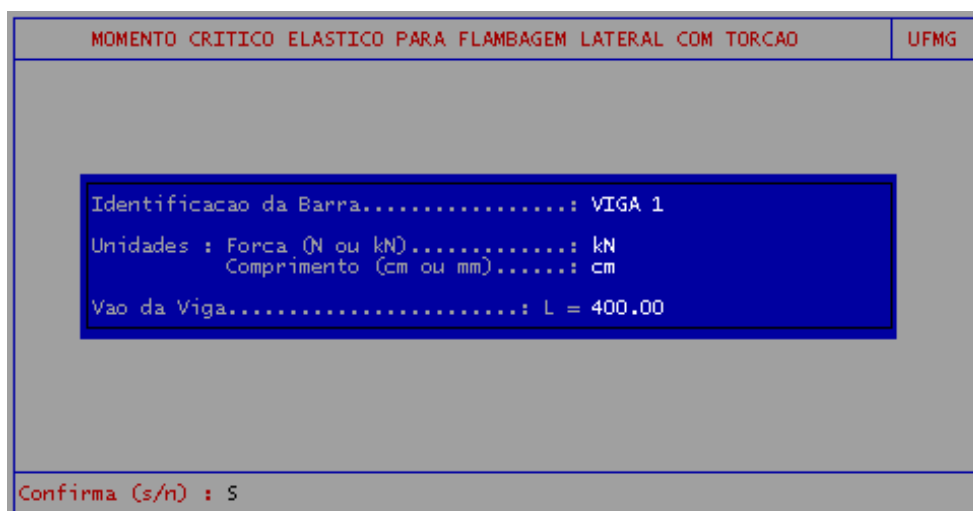 MOMENTO CRITICO ELASTICO PARA FLAMBAGEM LATERAL COM TORCAO UFMG
Identificacao da Barra.................: VIGA 1
Unidades : Forca (N ou kN).............: kN
Comprimento (cm ou mm)......: cm
Vao da Viga........................: L = 400.00
Confirma (s/n) : S